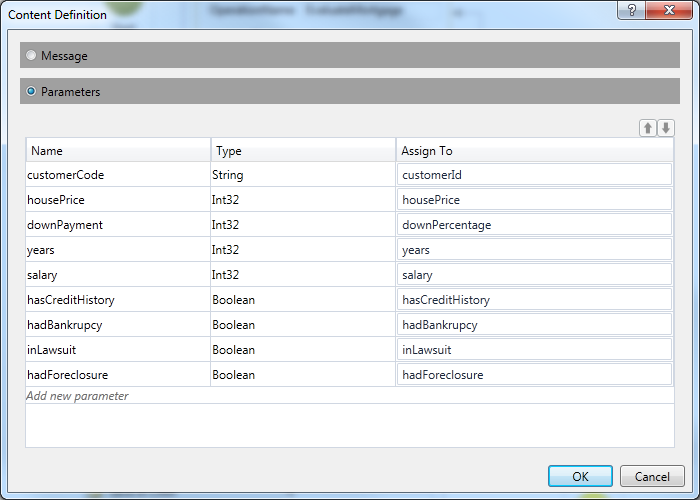 Content Definition
Message
Parameters
Name Type Assign To
customerCode String customerId
housePrice Int32 housePrice
downPayment Int32 downPercentage
years Int32 years
salary Int32 salary
hasCreditHistory Boolean hasCreditHistory
hadBankrupcy Boolean hadBankrupcy
inLawsuit Boolean inLawsuit
hadForeclosure Boolean hadForeclosure
Add new parameter
OK Cancel